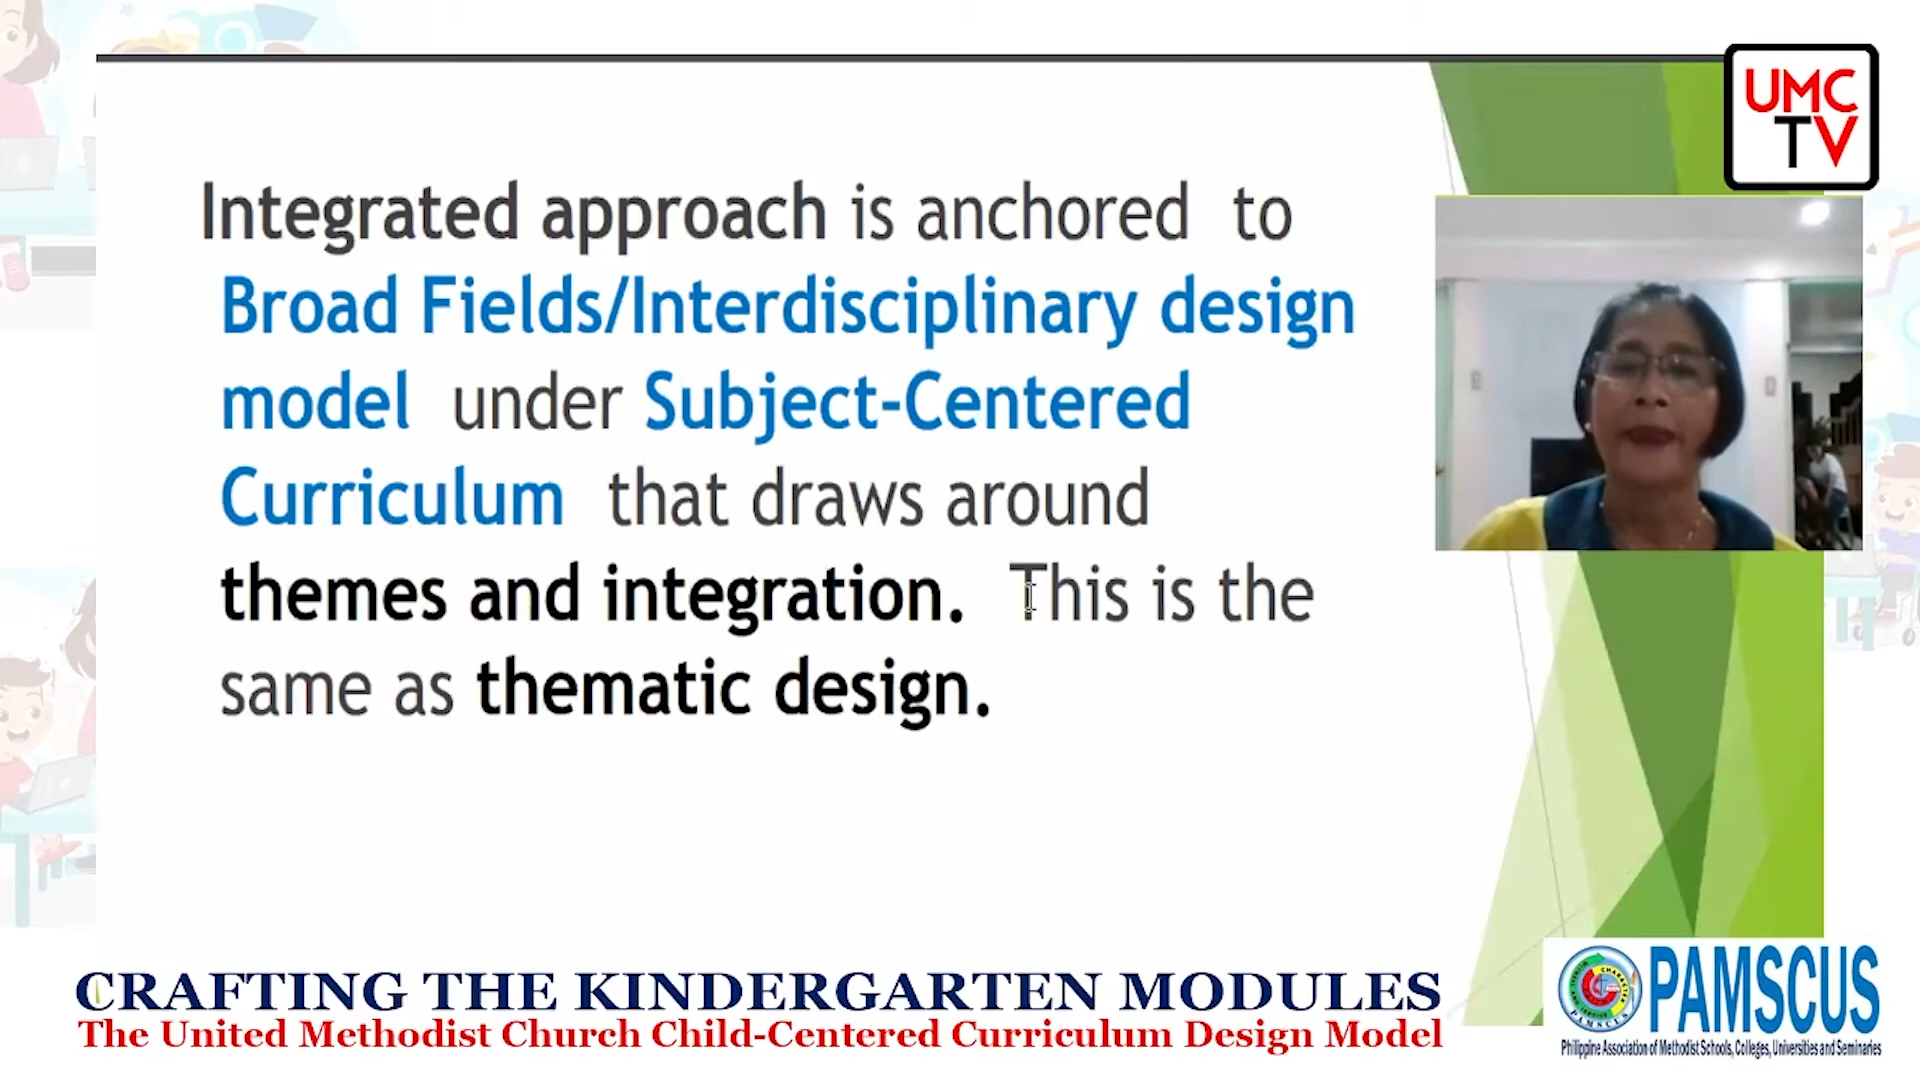 UMC
TV
Integrated approach is anchored to
Broad Fields/Interdisciplinary design
model under Subject-Centered
Curriculum that draws around
themes and integration. This is the
same as thematic design.
CRAFTING THE KINDERGARTEN MODULES
The United Methodist Church Child-Centered Curriculum Design Model
PAMSCUS
Philippine Association of Methodist Schools, Colleges, Universities and Seminaries